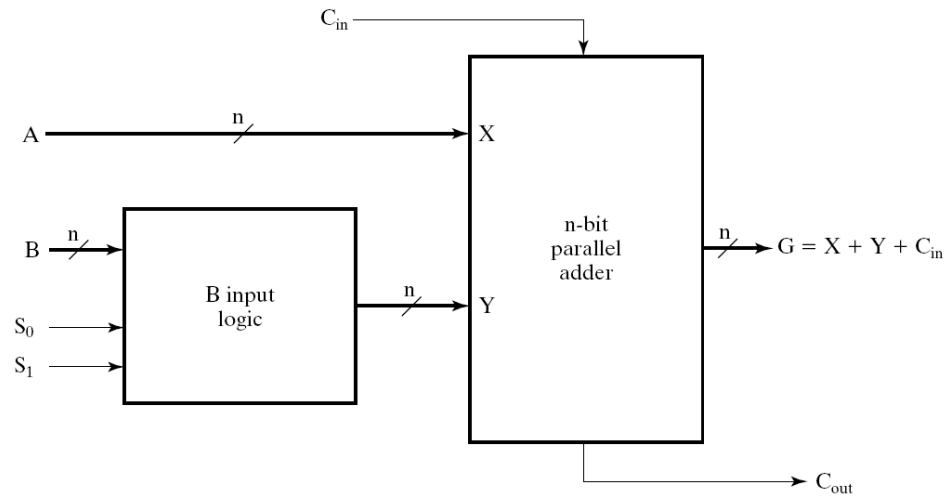 C_in
n
A
X
n
B
S_0
S_1
B input
logic
n
Y
n-bit
parallel
adder
n
G = X + Y + C_in
C_out